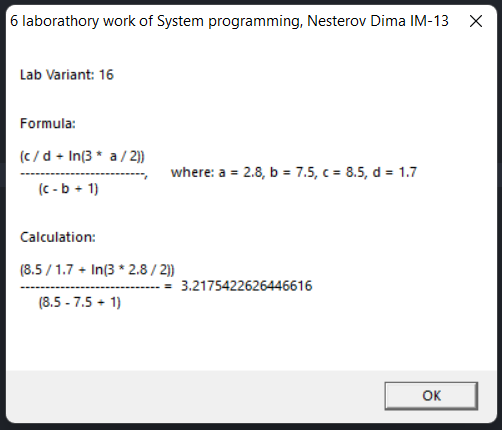 6 laborathory work of System programming, Nesterov Dima IM-13
Lab Variant: 16
Formula:
(c / d + ln(3 * a / 2))
--------------------------, where: a = 2.8, b = 7.5, c = 8.5, d = 1.7
(c - b + 1)
Calculation:
(8.5 / 1.7 + ln(3 * 2.8 / 2))
----------------------------- = 3.2175422626446616
(8.5 - 7.5 + 1)
OK